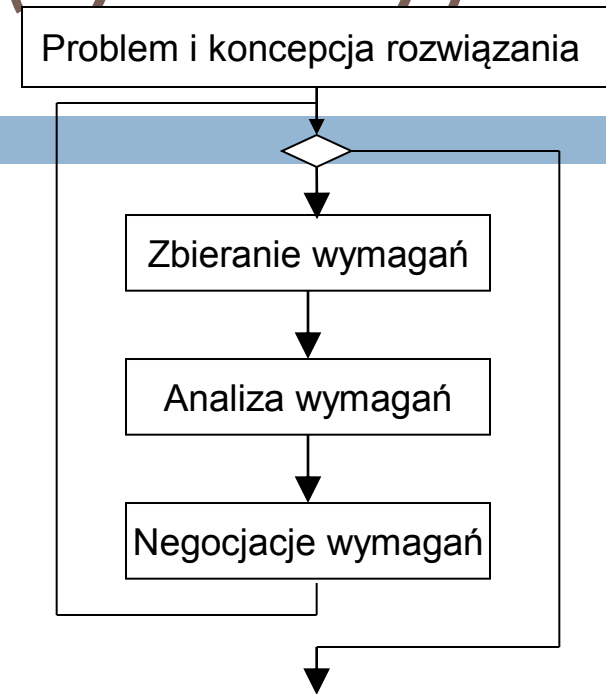 Problem i koncepcja rozwiązania
Zbieranie wymagań
Analiza wymagań
Negocjacje wymagań